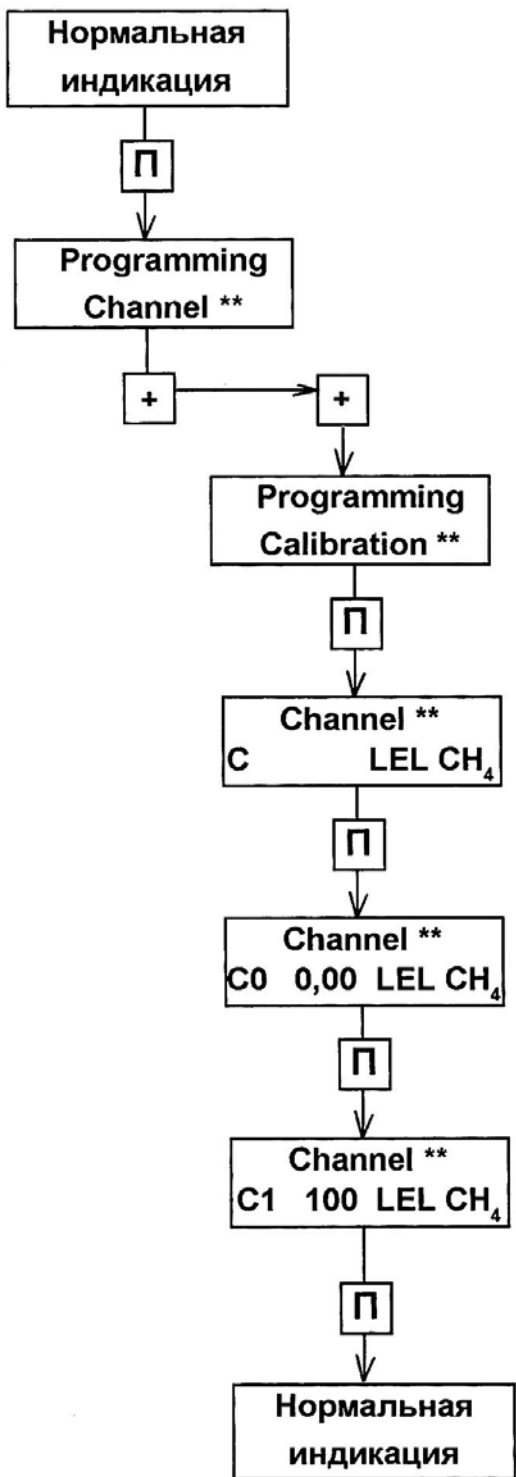 Нормальная
индикация
П
Programming
Channel **
+ +
Programming
Calibration **
П
Channel **
C LEL CH₄
П
Channel **
C0 0,00 LEL CH₄
П
Channel **
C1 100 LEL CH₄
П
Нормальная
индикация